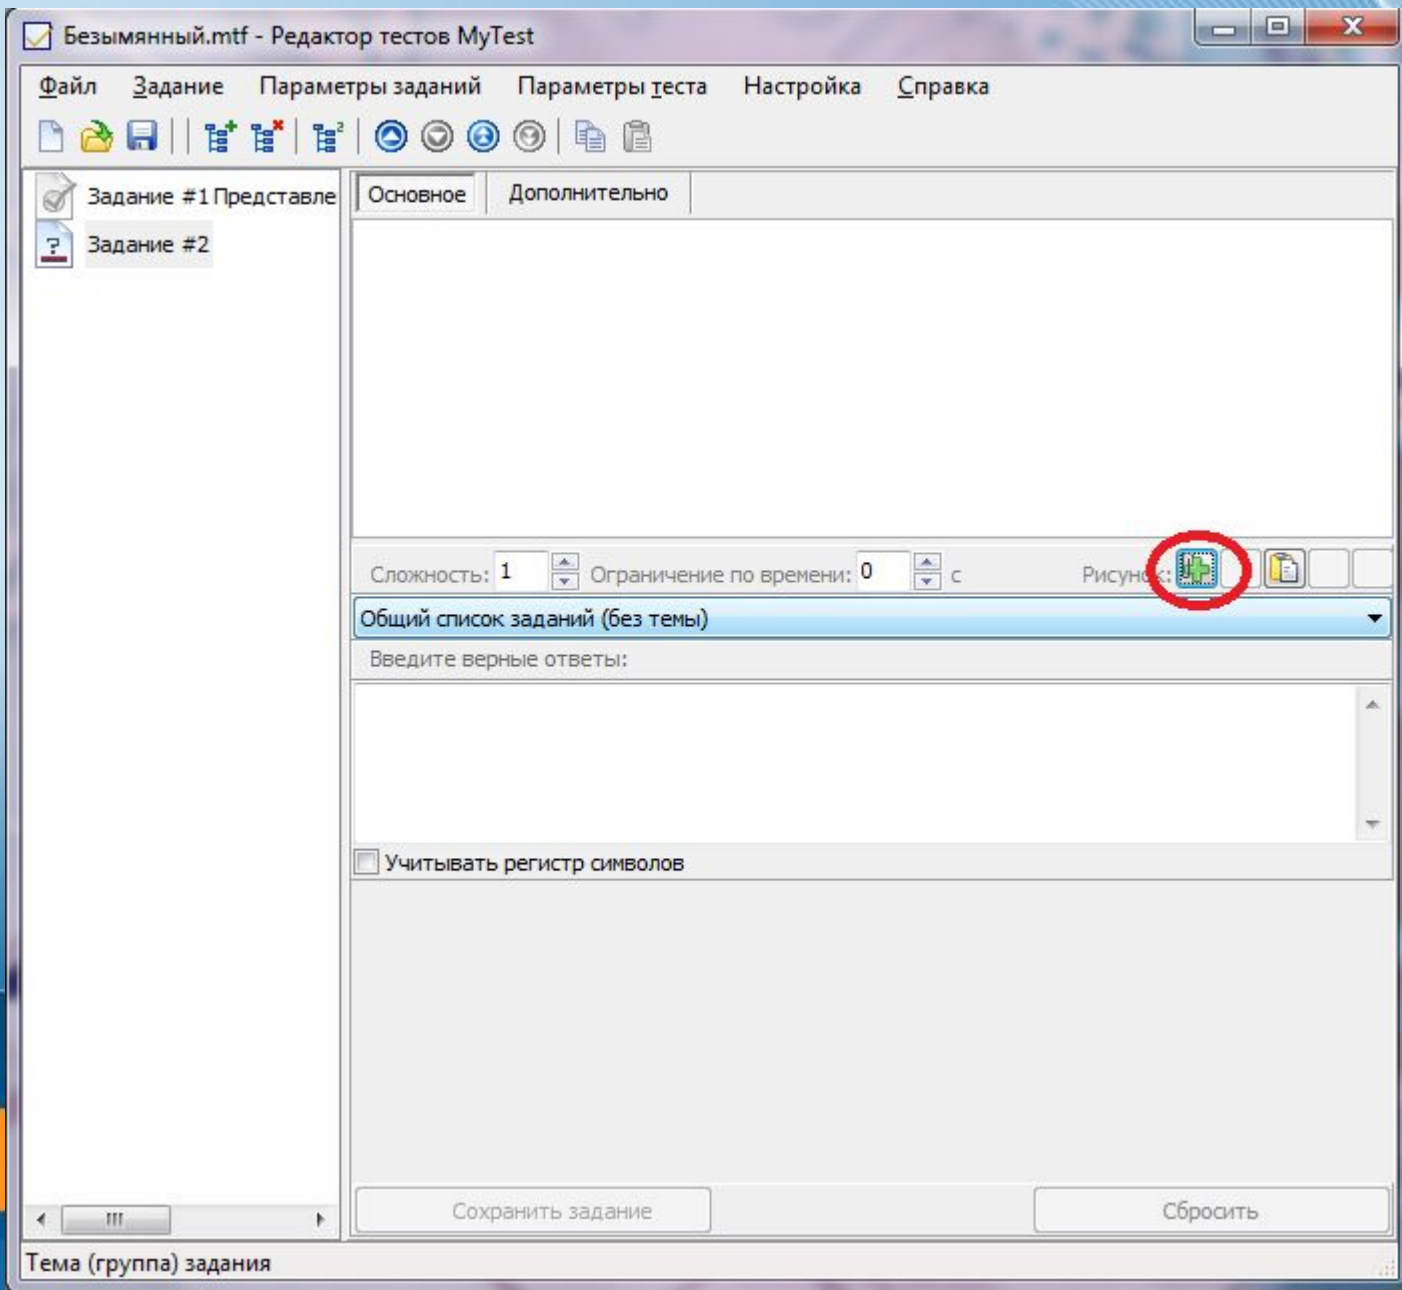 Безымянный.mtf - Редактор тестов MyTest
Файл Задание Параметры заданий Параметры теста Настройка Справка
Задание #1 Представле
Задание #2
Основное Дополнительно
Сложность: 1 Ограничение по времени: 0 с Рисунок:
Общий список заданий (без темы)
Введите верные ответы:
Учитывать регистр символов
Сохранить задание Сбросить
Тема (группа) задания